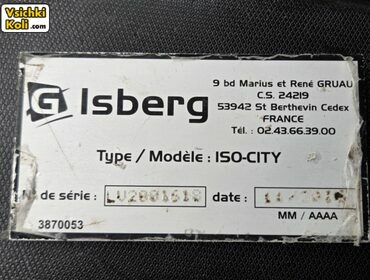 Vsichki
Koli .com
G Isberg
9 bd Marius et René GRUAU
C.S. 24219
53942 St Berthevin Cedex
FRANCE
Tél. : 02.43.66.39.00
Type / Modèle : ISO-CITY
N° de série :
date :
MM / AAAA
3870053